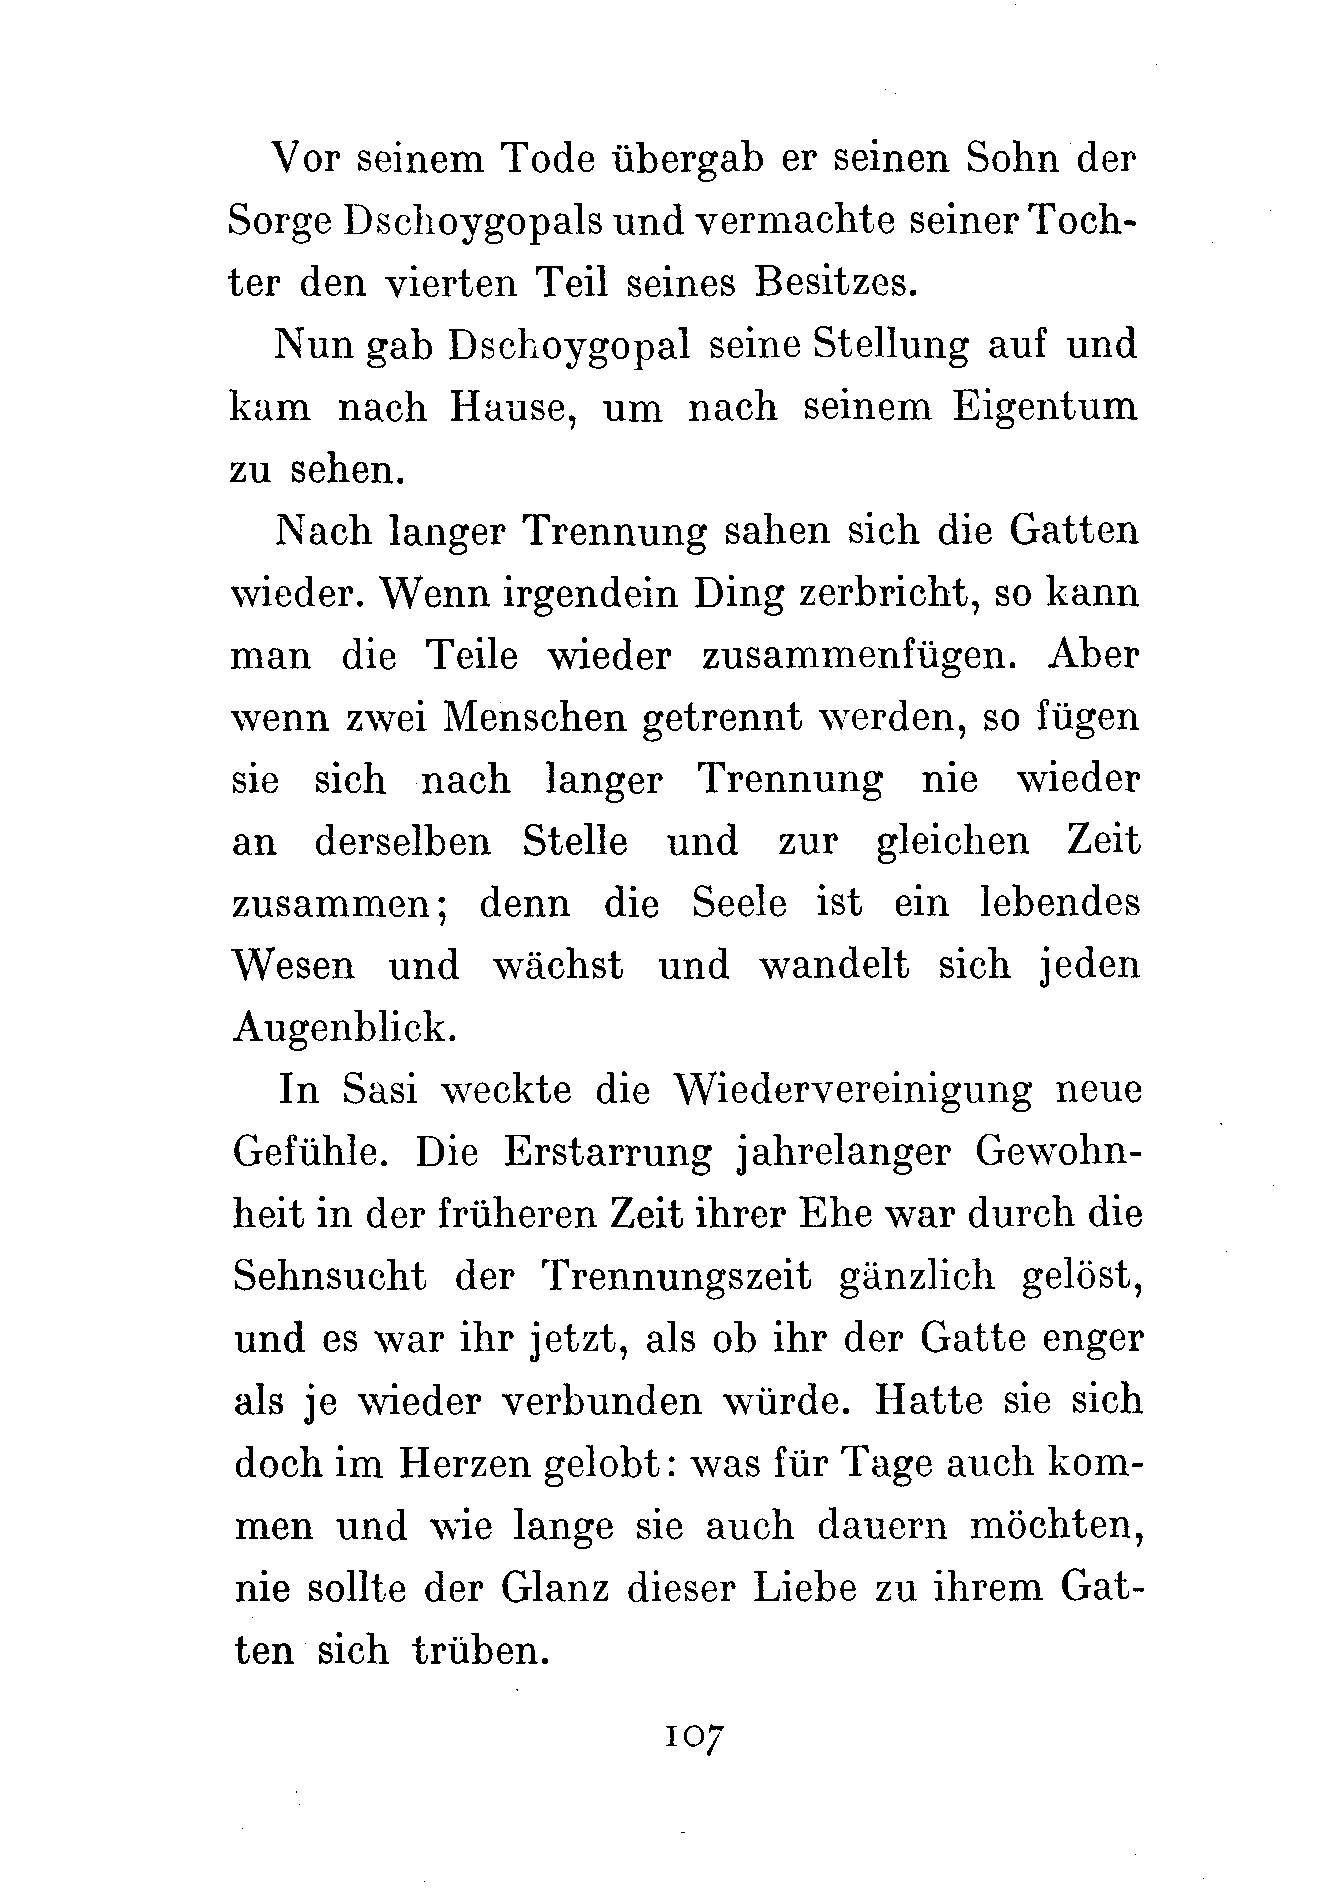 Vor seinem Tode übergab er seinen Sohn der
Sorge Dschoygopals und vermachte seiner Toch-
ter den vierten Teil seines Besitzes.
Nun gab Dschoygopal seine Stellung auf und
kam nach Hause, um nach seinem Eigentum
zu sehen.
Nach langer Trennung sahen sich die Gatten
wieder. Wenn irgendein Ding zerbricht, so kann
man die Teile wieder zusammenfügen. Aber
wenn zwei Menschen getrennt werden, so fügen
sie sich nach langer Trennung nie wieder
an derselben Stelle und zur gleichen Zeit
zusammen; denn die Seele ist ein lebendes
Wesen und wächst und wandelt sich jeden
Augenblick.
In Sasi weckte die Wiedervereinigung neue
Gefühle. Die Erstarrung jahrelanger Gewohn-
heit in der früheren Zeit ihrer Ehe war durch die
Sehnsucht der Trennungszeit gänzlich gelöst,
und es war ihr jetzt, als ob ihr der Gatte enger
als je wieder verbunden würde. Hatte sie sich
doch im Herzen gelobt: was für Tage auch kom-
men und wie lange sie auch dauern möchten,
nie sollte der Glanz dieser Liebe zu ihrem Gat-
ten sich trüben.
107